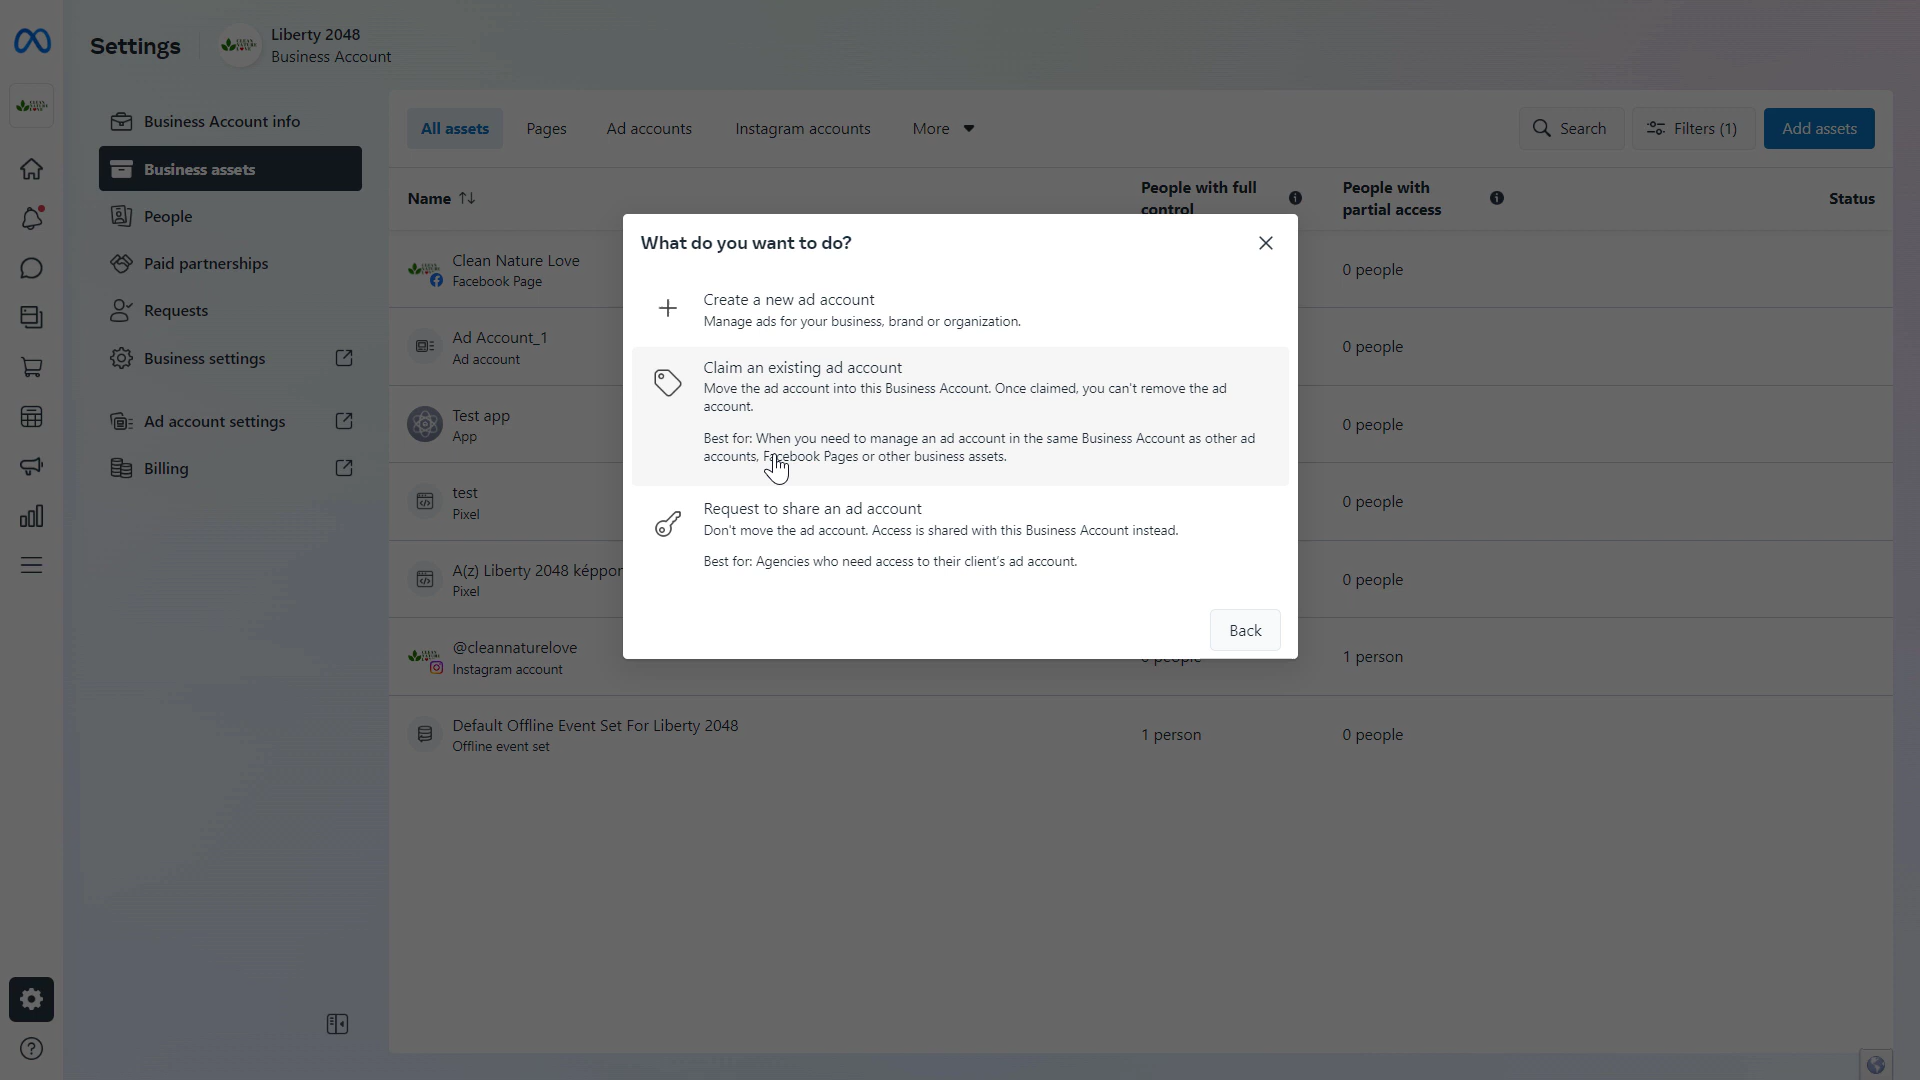 Settings
Liberty 2048
Business Account
Business Account info
Business assets
People
Paid partnerships
Requests
Business settings
Ad account settings
Billing
All assets
Pages
Ad accounts
Instagram accounts
More
Search
Filters (1)
Add assets
Name
People with full
control
People with
partial access
Status
Clean Nature Love
Facebook Page
0 people
Ad Account_1
Ad account
0 people
Test app
App
0 people
test
Pixel
0 people
A(z) Liberty 2048 képpon
Pixel
0 people
@cleannaturelove
Instagram account
0 people
1 person
Default Offline Event Set For Liberty 2048
Offline event set
1 person
0 people
What do you want to do?
Create a new ad account
Manage ads for your business, brand or organization.
Claim an existing ad account
Move the ad account into this Business Account. Once claimed, you can't remove the ad
account.
Best for: When you need to manage an ad account in the same Business Account as other ad
accounts, Facebook Pages or other business assets.
Request to share an ad account
Don't move the ad account. Access is shared with this Business Account instead.
Best for: Agencies who need access to their client's ad account.
Back